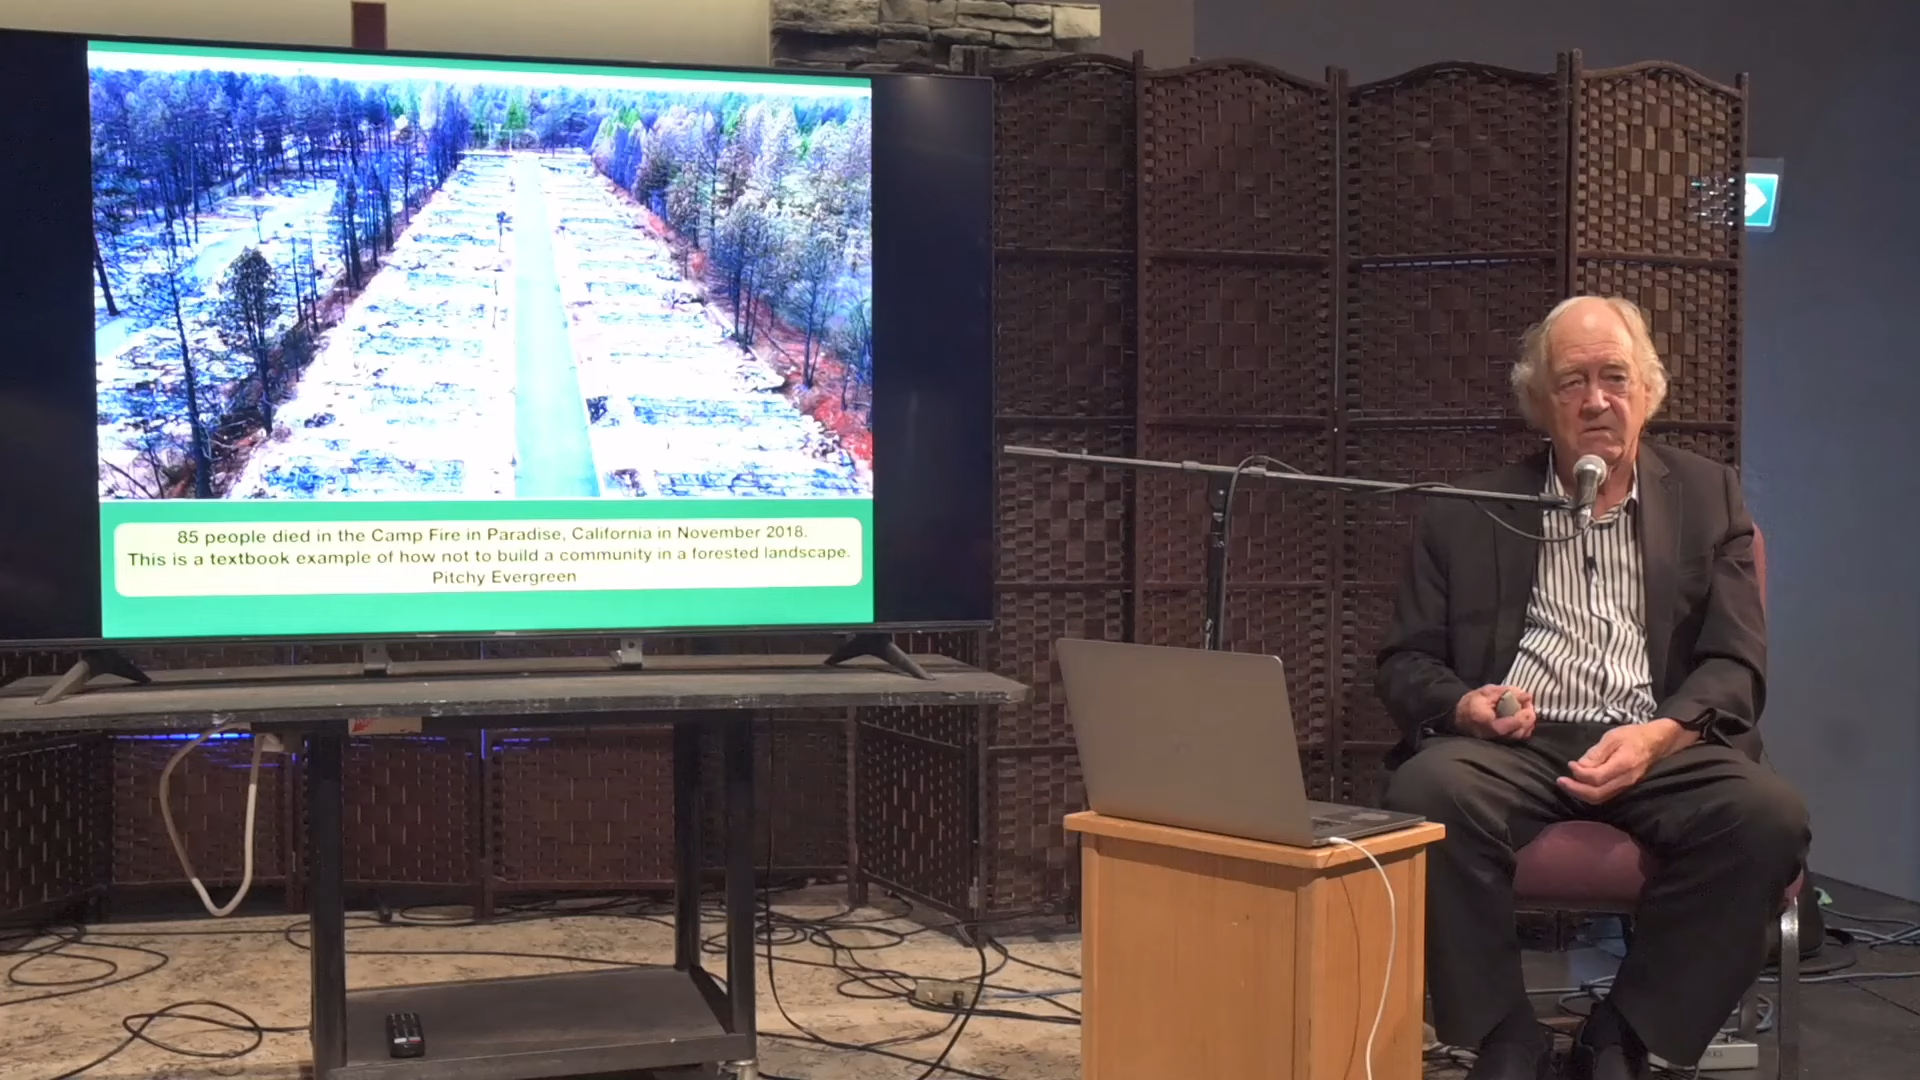 85 people died in the Camp Fire in Paradise, California in November 2018.
This is a textbook example of how not to build a community in a forested landscape.
Pitchy Evergreen